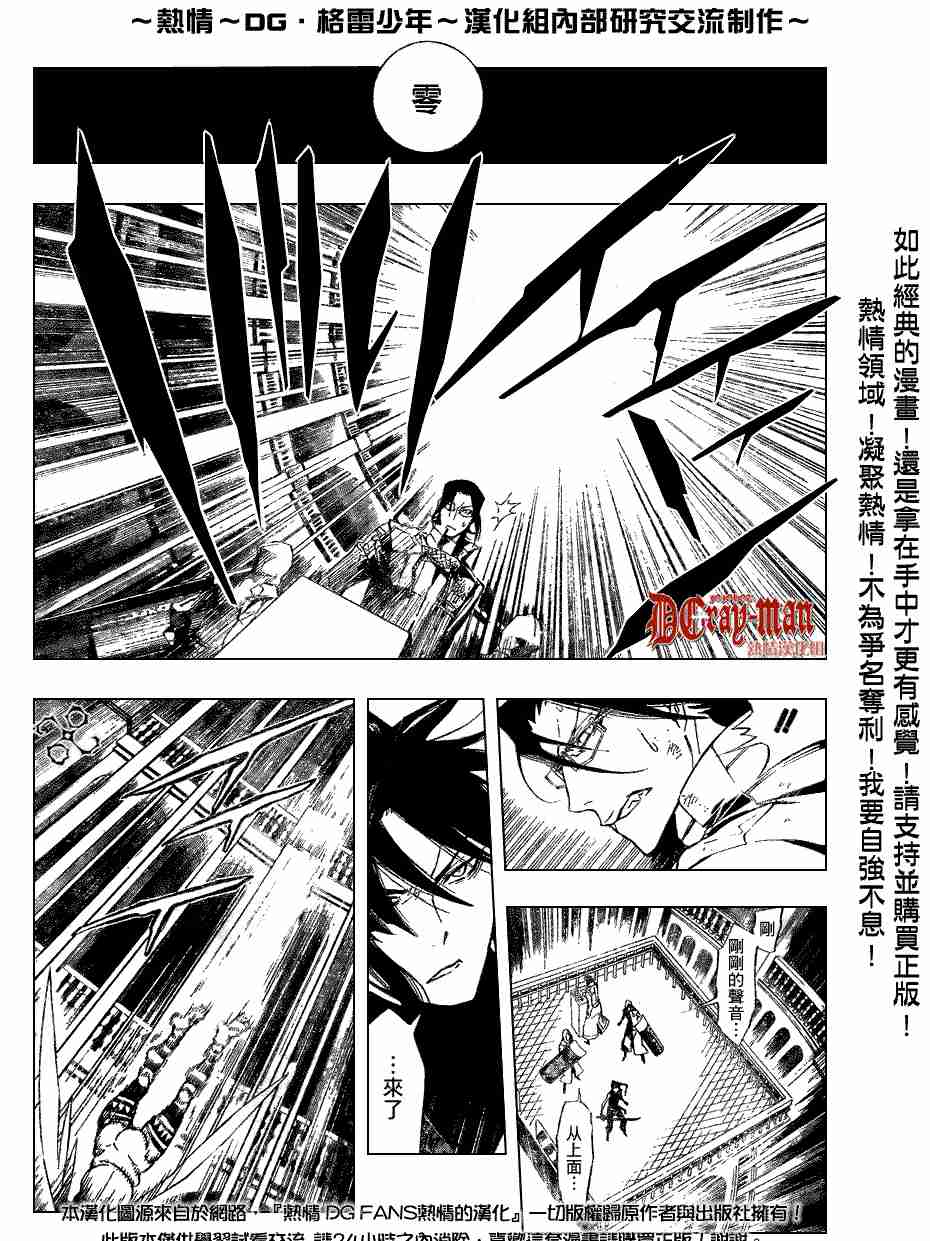 ~熱情~DG·格雷少年~漢化組內部研究交流制作~
零
D Gray-man
熱情漢化組
!!
剛
剛剛的聲音…
从上面…
…來了
如此經典的漫畫！還是拿在手中才更有感覺！請支持並購買正版！
熱情領域！凝聚熱情！不為爭名奪利！我要自強不息！
本漢化圖源來自於網路，『熱情 DG FANS熱情的漢化』一切版權歸原作者與出版社擁有！